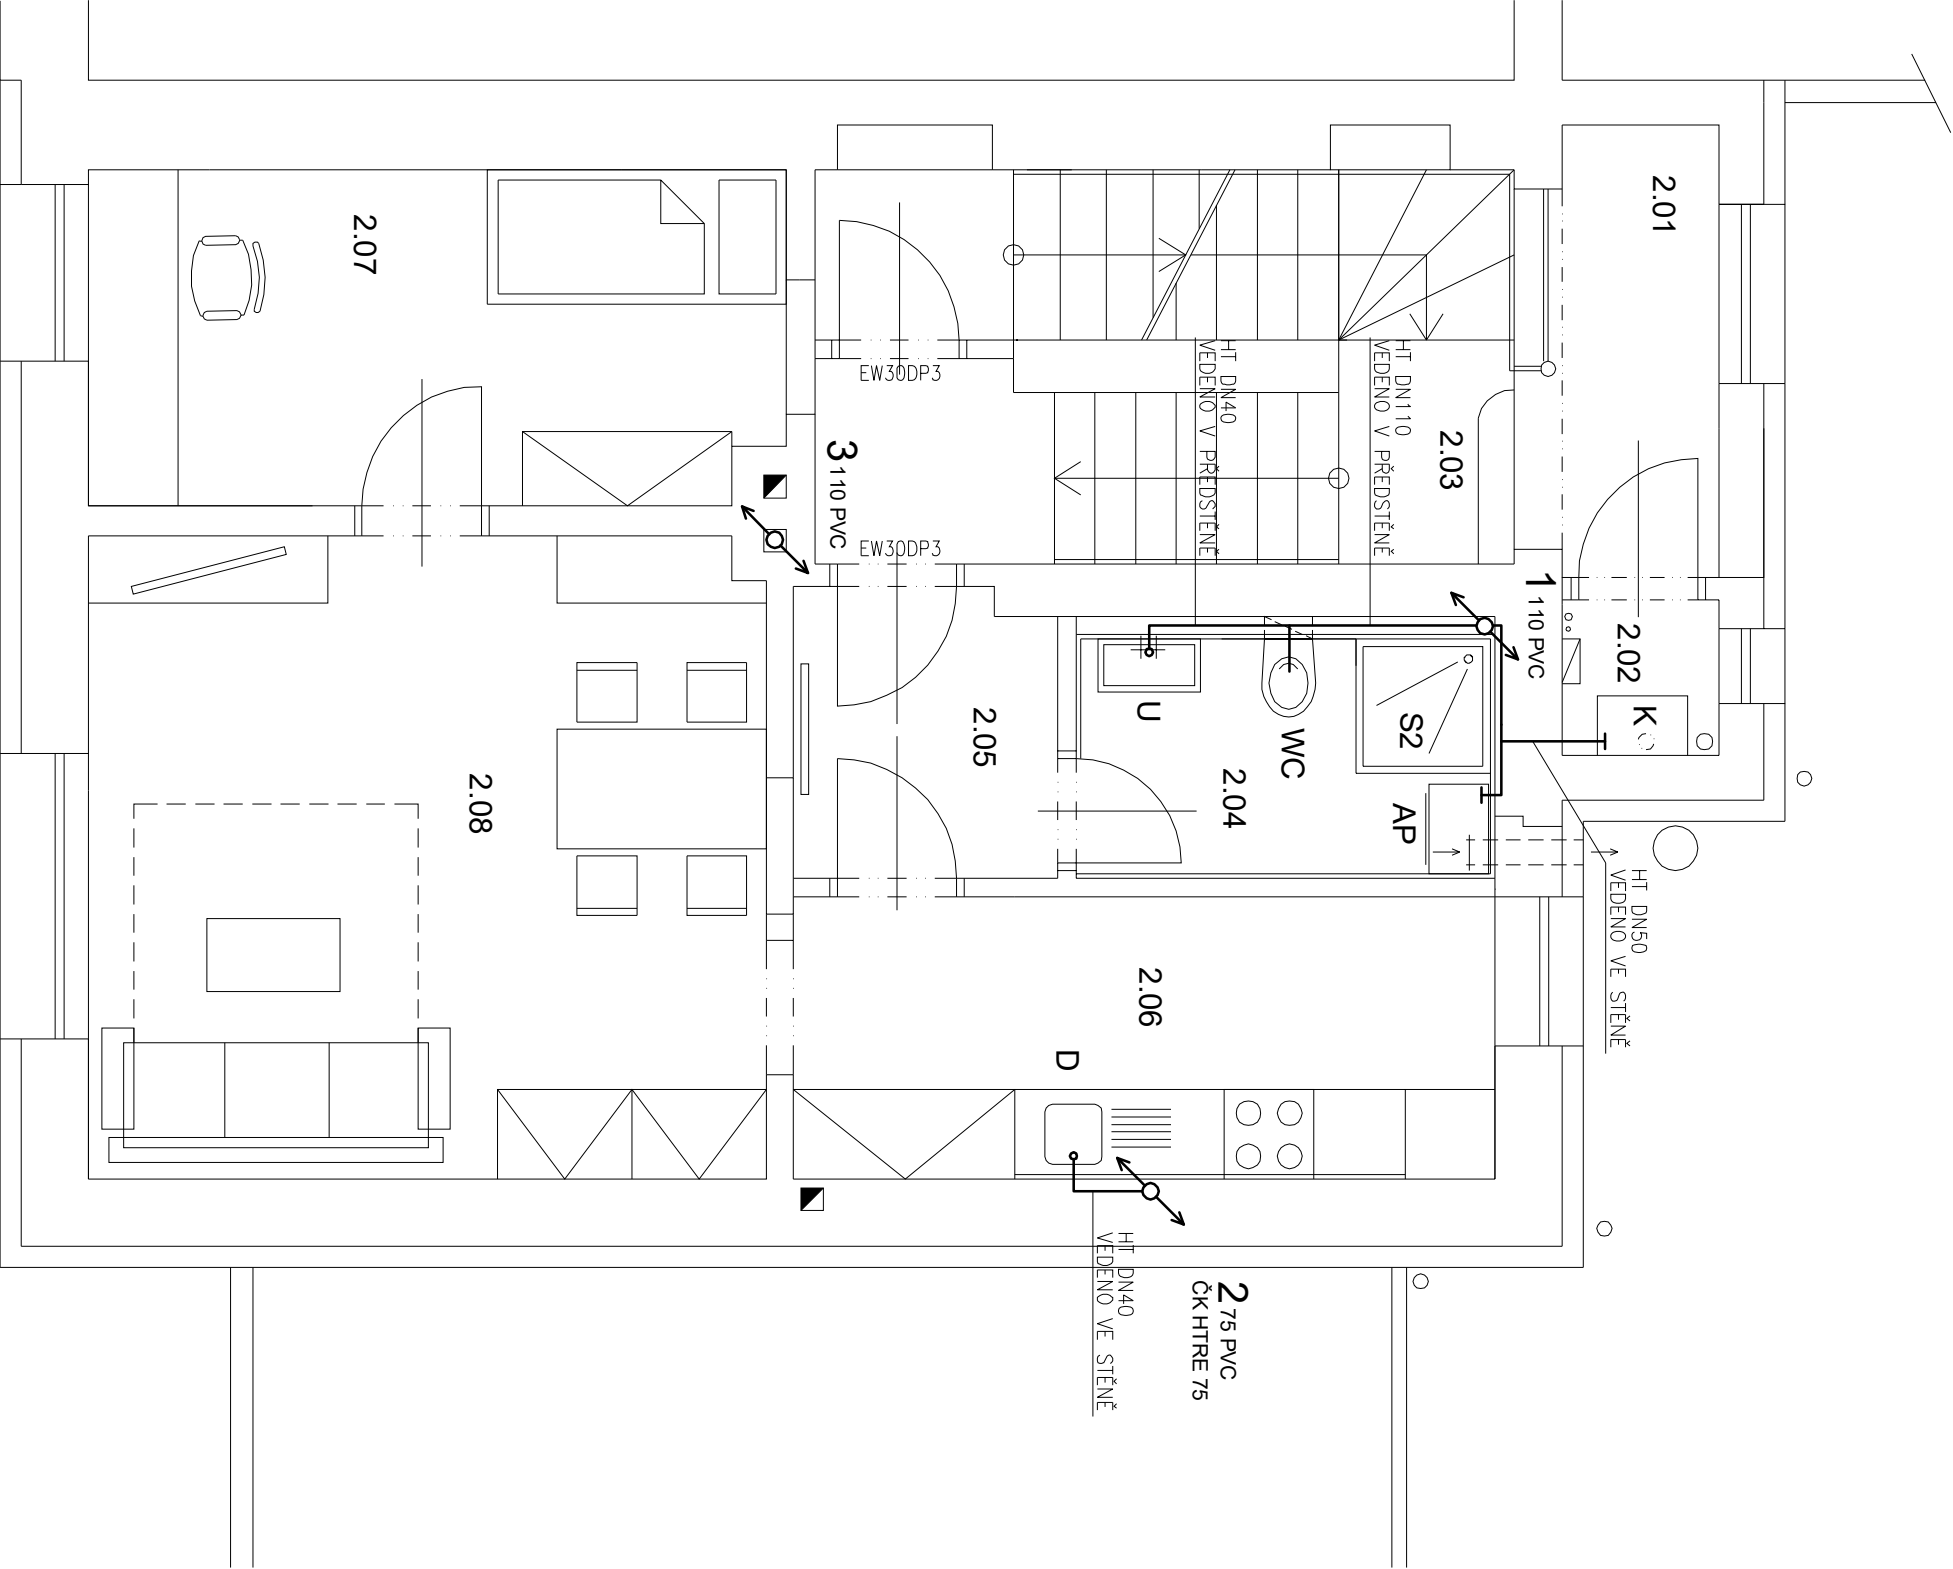 2.01
2.07
EW30DP3
HT DN40
VEDENO V PŘEDSTĚNĚ
HT DN110
VEDENO V PŘEDSTĚNĚ
2.03
3 110 PVC
EW30DP3
1 110 PVC
2.02
K
S2
U
WC
2.05
2.04
AP
2.08
HT DN50
VEDENO VE STĚNĚ
2.06
D
HT DN40
VEDENO VE STĚNĚ
2 75 PVC
ČK HTRE 75